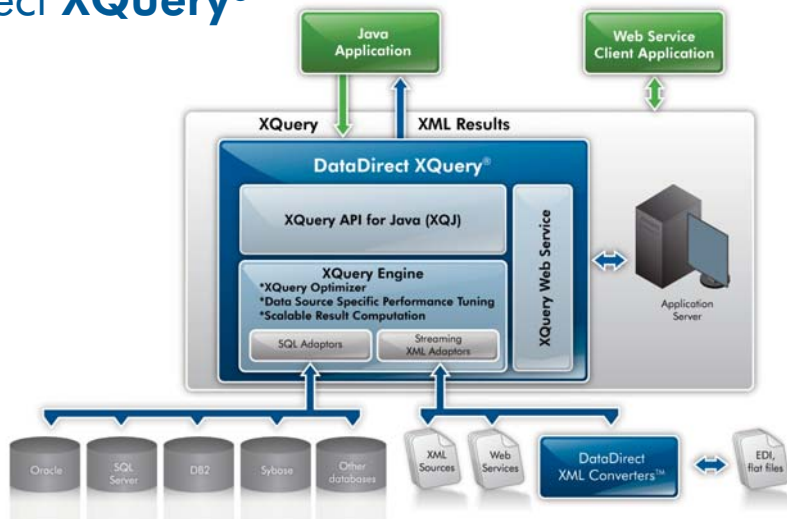 ect XQuery®
Java
Application
Web Service
Client Application
XQuery
XML Results
DataDirect XQuery®
XQuery API for Java (XQJ)
XQuery Engine
*XQuery Optimizer
*Data Source Specific Performance Tuning
*Scalable Result Computation
SQL Adaptors
Streaming
XML Adaptors
XQuery Web Service
Application
Server
Oracle
SQL
Server
DB2
Sybase
Other
databases
XML
Sources
Web
Services
DataDirect
XML Converters™
EDI,
flat files